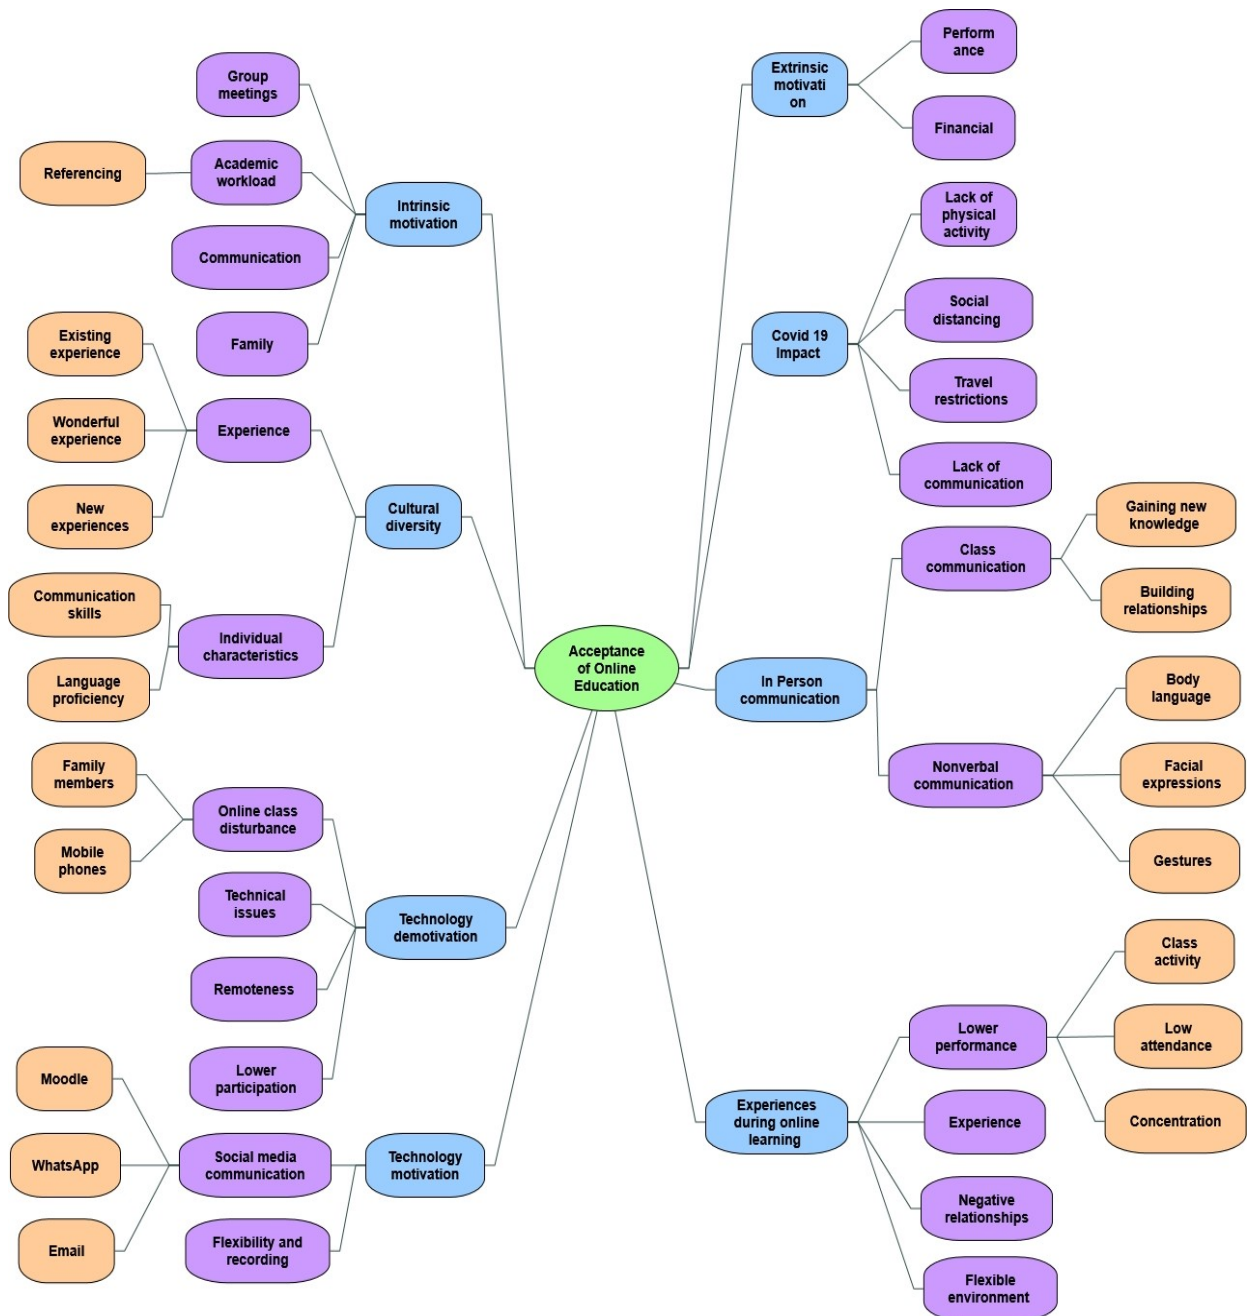 Group
meetings
Referencing
Academic
workload
Intrinsic
motivation
Communication
Family
Existing
experience
Wonderful
experience
New
experiences
Experience
Cultural
diversity
Communication
skills
Language
proficiency
Individual
characteristics
Acceptance
of Online
Education
Family
members
Mobile
phones
Online class
disturbance
Technical
issues
Remoteness
Lower
participation
Technology
demotivation
Moodle
WhatsApp
Email
Social media
communication
Flexibility and
recording
Technology
motivation
Extrinsic
motivati
on
Perform
ance
Financial
Covid 19
Impact
Lack of
physical
activity
Social
distancing
Travel
restrictions
Lack of
communication
In Person
communication
Class
communication
Gaining new
knowledge
Building
relationships
Nonverbal
communication
Body
language
Facial
expressions
Gestures
Experiences
during online
learning
Lower
performance
Class
activity
Low
attendance
Concentration
Experience
Negative
relationships
Flexible
environment